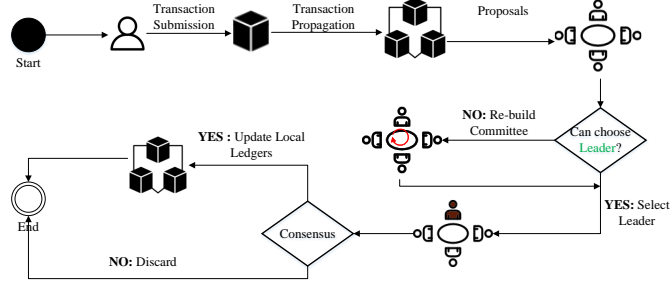 Transaction
Submission
Transaction
Propagation
Proposals
Start
NO: Re-build
Committee
Can choose
Leader?
YES : Update Local
Ledgers
YES: Select
Leader
End
Consensus
NO: Discard